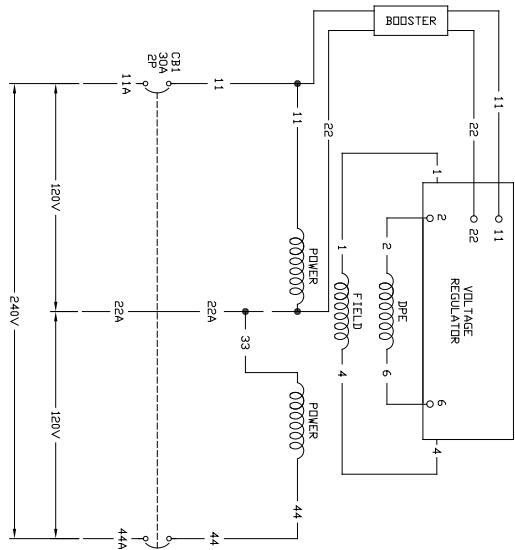 BOOSTER
CB1
30A
2P
11A
11
11
22
22
11
1
2
22
11
VOLTAGE
REGULATOR
120V
POWER
1
2
FIELD
DPE
240V
22A
22A
33
4
6
6
4
120V
POWER
44A
44
44